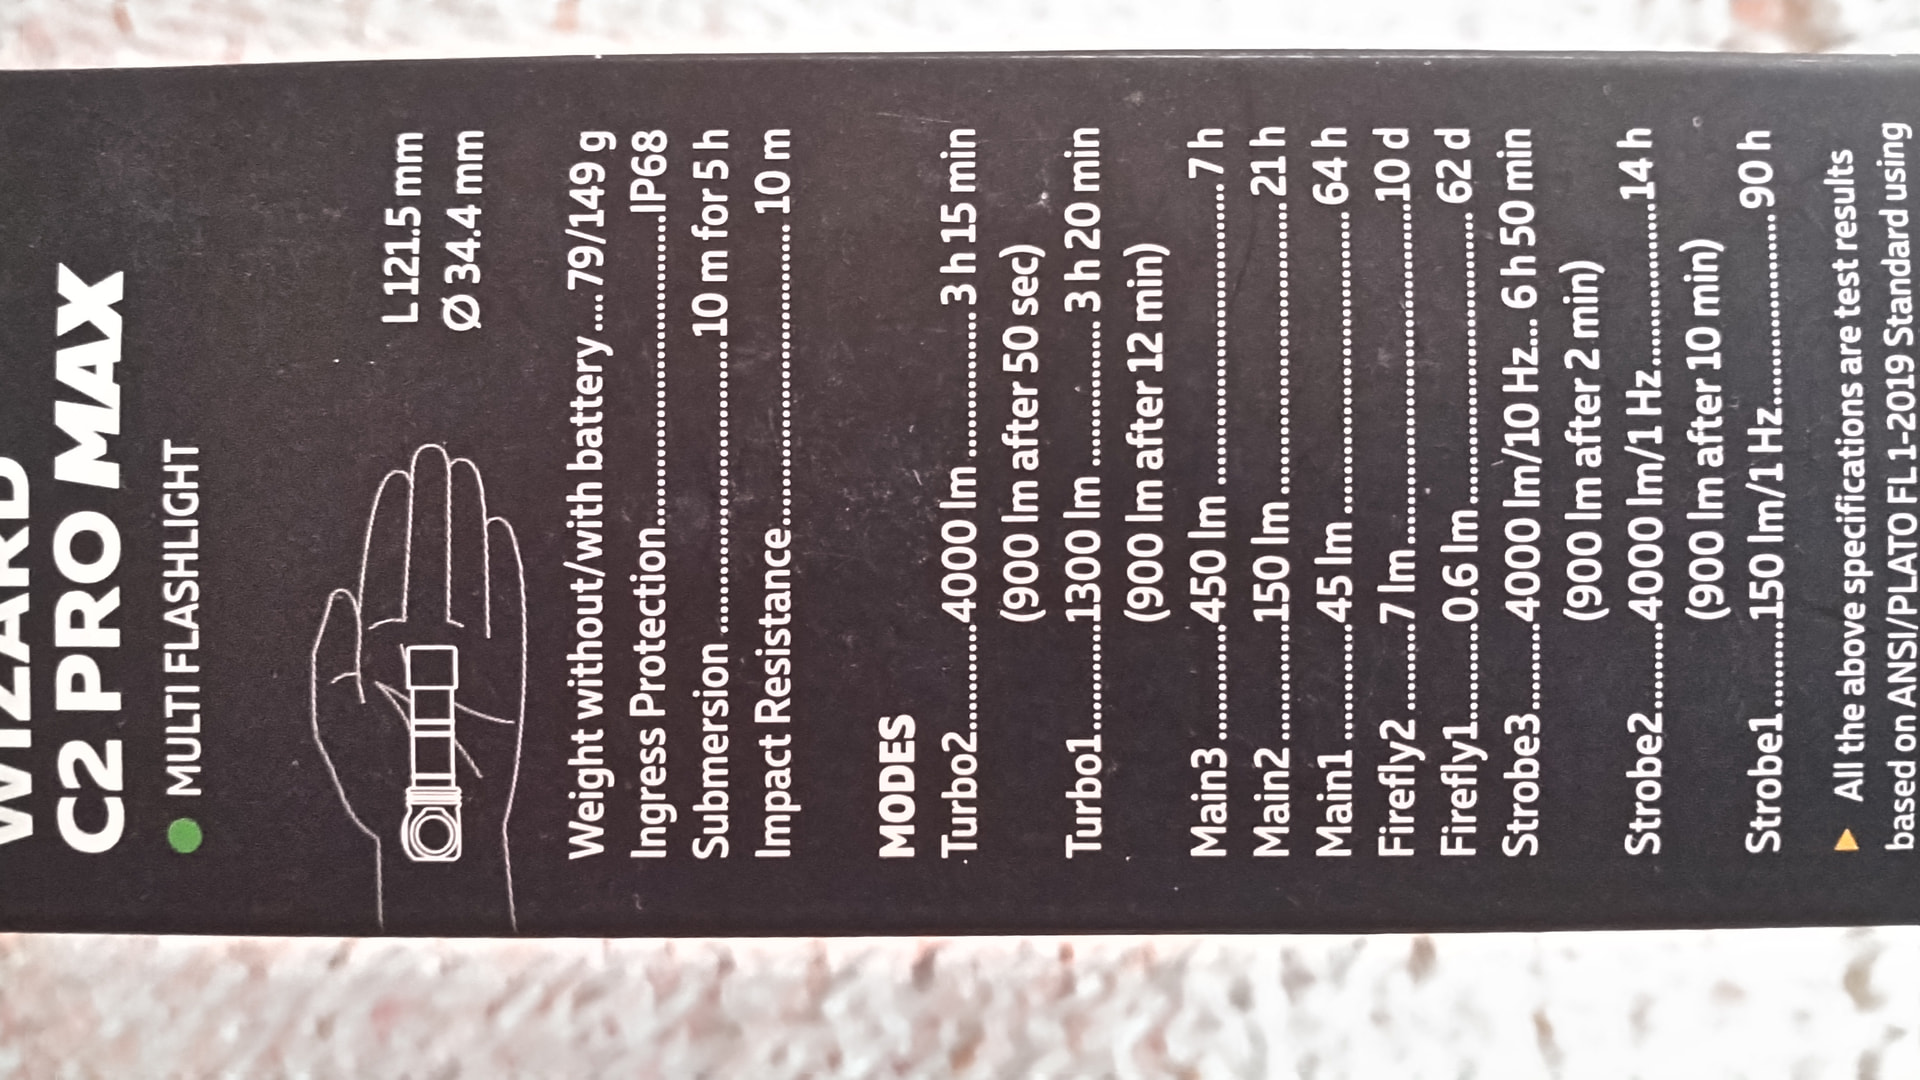 WIZARD
C2 PRO MAX
MULTI FLASHLIGHT
L 121.5 mm
Ø 34.4 mm
Weight without/with battery .... 79/149 g
Ingress Protection..............................IP68
Submersion ..............................10 m for 5 h
Impact Resistance.............................. 10 m
MODES
Turbo2..........4000 lm ............... 3 h 15 min
(900 lm after 50 sec)
Turbo1..........1300 lm ............... 3 h 20 min
(900 lm after 12 min)
Main3 ..........450 lm .............................. 7 h
Main2 ..........150 lm.............................. 21 h
Main1 ..........45 lm .............................. 64 h
Firefly2 ........7 lm..............................10 d
Firefly1.........0.6 lm.............................. 62 d
Strobe3.........4000 lm/10 Hz... 6 h 50 min
(900 lm after 2 min)
Strobe2.........4000 lm/1 Hz....................14 h
(900 lm after 10 min)
Strobe1 .........150 lm/1 Hz...................... 90 h
All the above specifications are test results
based on ANSI/PLATO FL 1-2019 Standard using